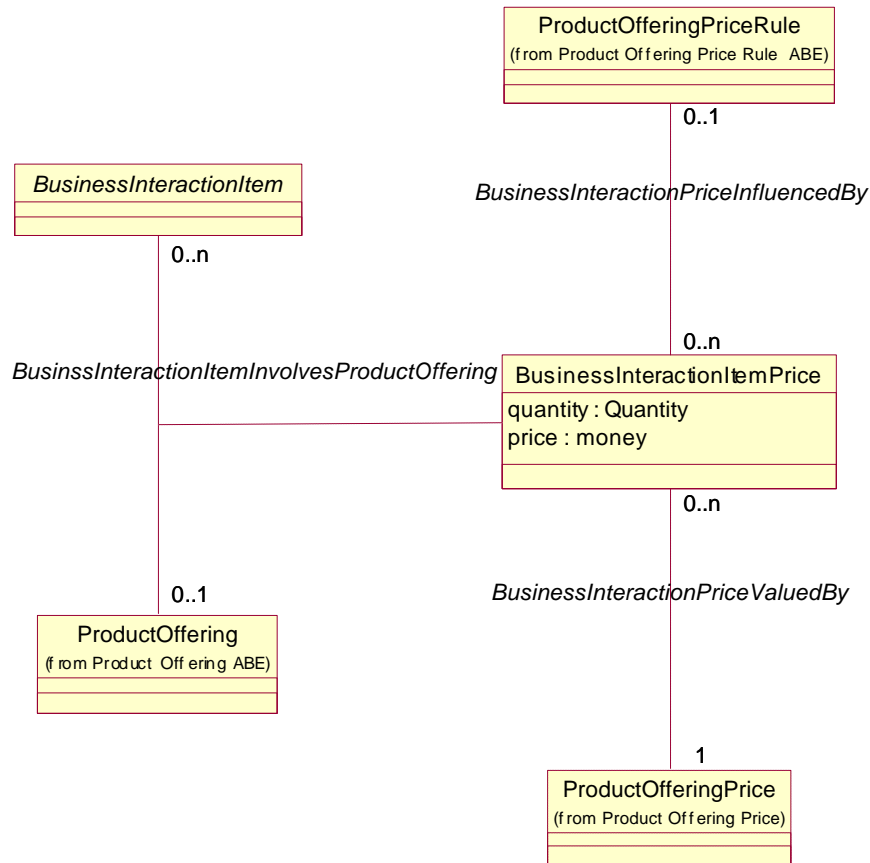 ProductOfferingPriceRule
(from Product Offering Price Rule ABE)
0..1
BusinessInteractionItem
BusinessInteractionPriceInfluencedBy
0..n
0..n
BusinssInteractionItemInvolvesProductOffering
BusinessInteractionItemPrice
quantity : Quantity
price : money
0..n
0..1
BusinessInteractionPriceValuedBy
ProductOffering
(from Product Offering ABE)
1
ProductOfferingPrice
(from Product Offering Price)